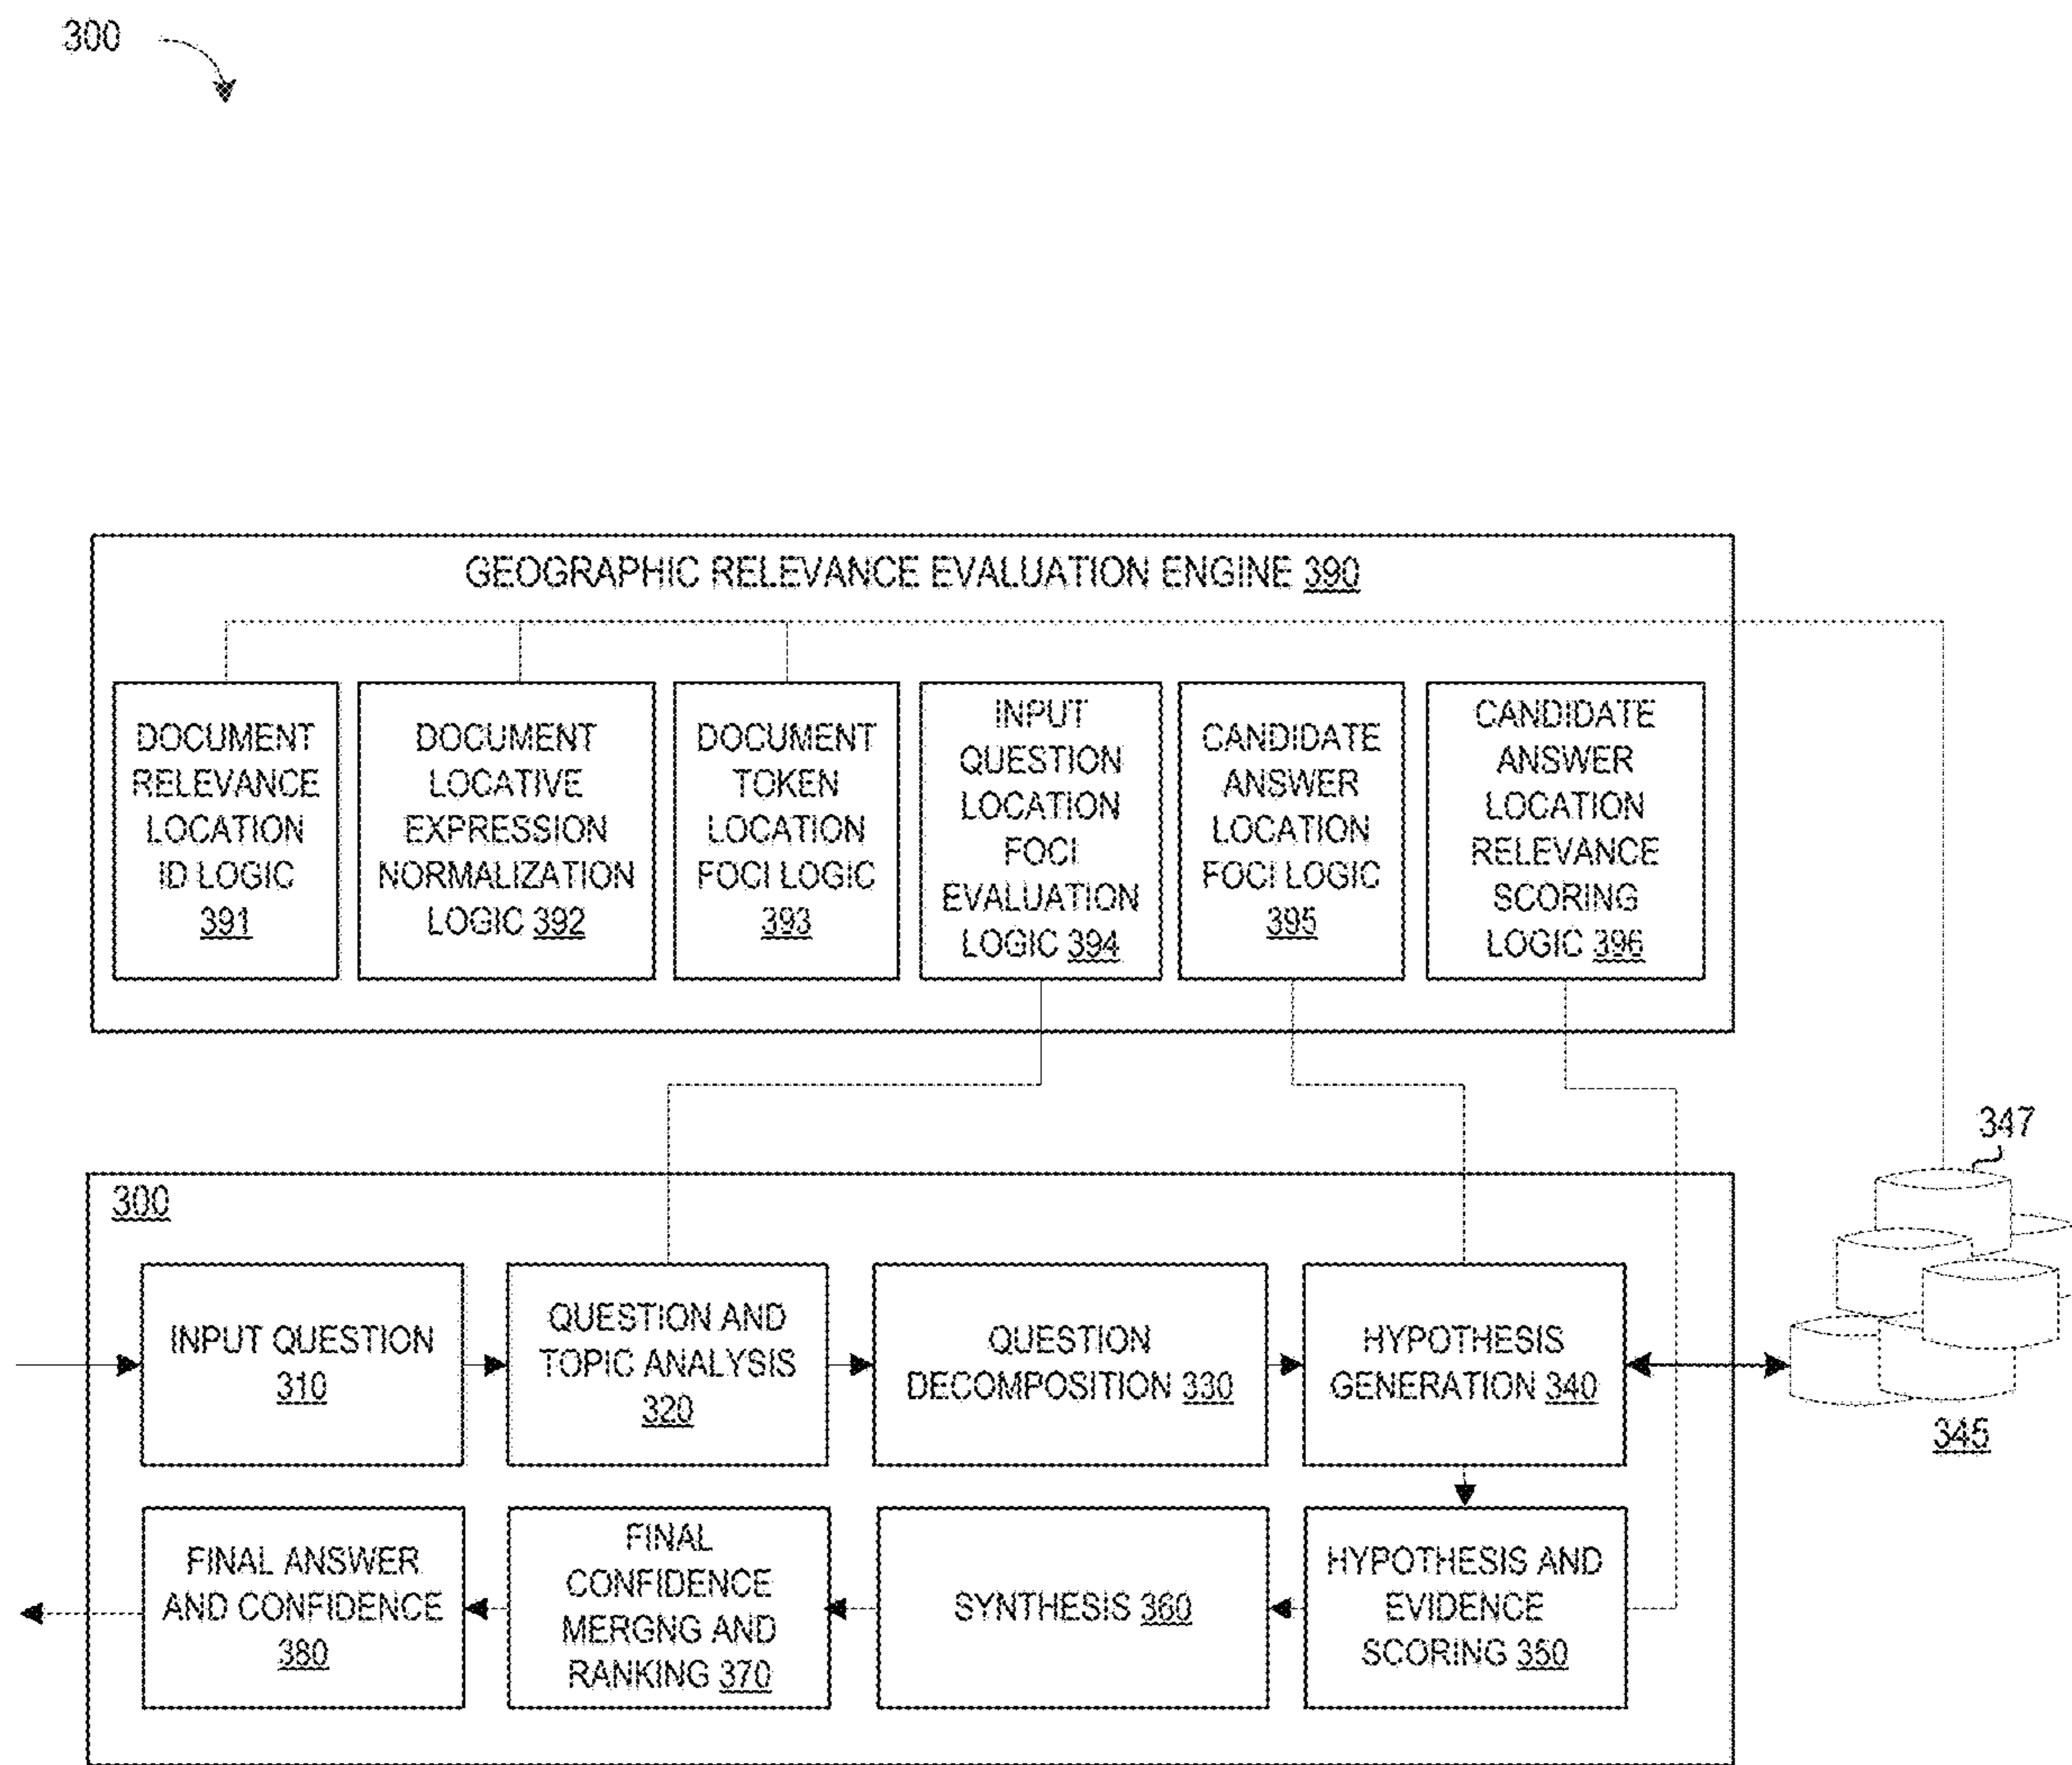 300
GEOGRAPHIC RELEVANCE EVALUATION ENGINE 390
DOCUMENT
RELEVANCE
LOCATION
ID LOGIC
391
DOCUMENT
LOCATIVE
EXPRESSION
NORMALIZATION
LOGIC 392
DOCUMENT
TOKEN
LOCATION
FOCI LOGIC
393
INPUT
QUESTION
LOCATION
FOCI
EVALUATION
LOGIC 394
CANDIDATE
ANSWER
LOCATION
FOCI LOGIC
395
CANDIDATE
ANSWER
LOCATION
RELEVANCE
SCORING
LOGIC 396
347
300
INPUT QUESTION
310
QUESTION AND
TOPIC ANALYSIS
320
QUESTION
DECOMPOSITION 330
HYPOTHESIS
GENERATION 340
345
FINAL ANSWER
AND CONFIDENCE
380
FINAL
CONFIDENCE
MERGNG AND
RANKING 370
SYNTHESIS 360
HYPOTHESIS AND
EVIDENCE
SCORING 350